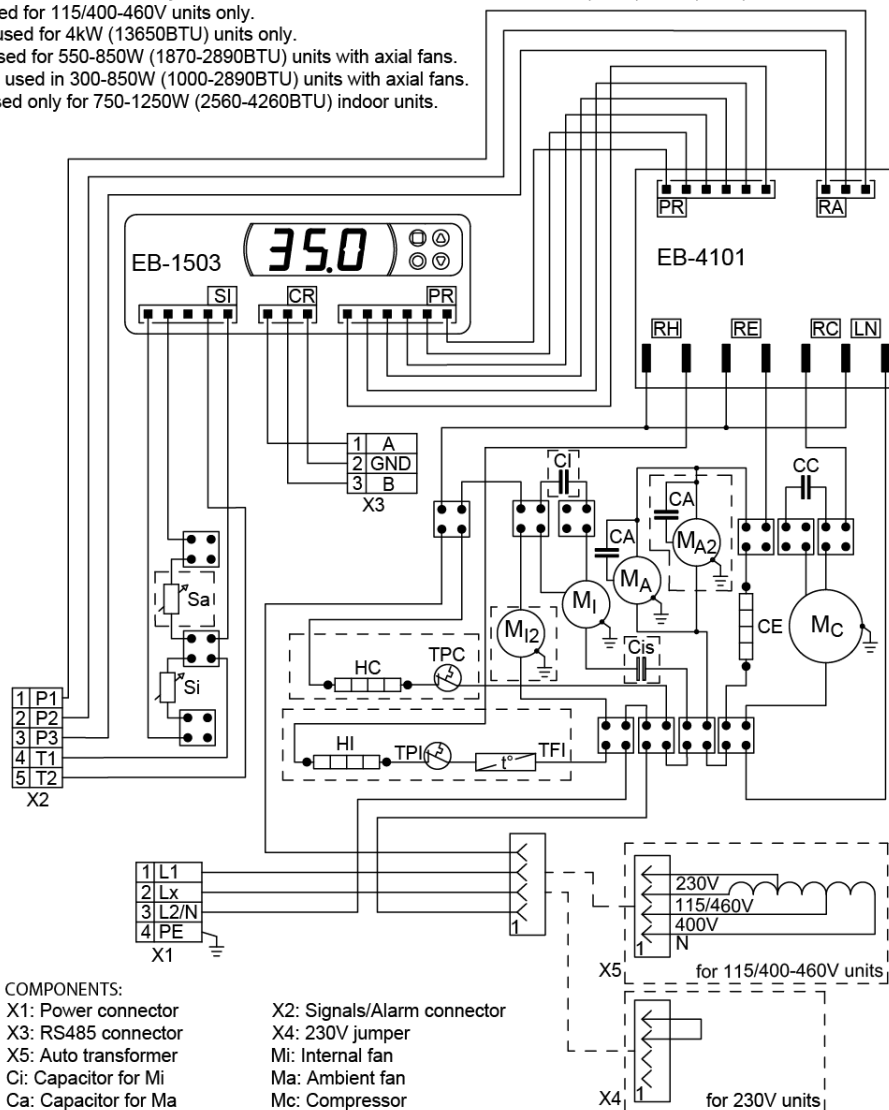 ed for 115/400-460V units only.
used for 4kW (13650BTU) units only.
sed for 550-850W (1870-2890BTU) units with axial fans.
used in 300-850W (1000-2890BTU) units with axial fans.
sed only for 750-1250W (2560-4260BTU) indoor units.
PR
RA
EB-4101
EB-1503
35.0
SI
CR
PR
RH
RE
RC
LN
1 A
2 GND
3 B
X3
CI
CA
MA2
CC
CA
MA
MI
MI2
Cis
CE
MC
Sa
Si
HC
TPC
HI
TPI
t°
TFI
1 P1
2 P2
3 P3
4 T1
5 T2
X2
1 L1
2 Lx
3 L2/N
4 PE
X1
1
230V
115/460V
400V
N
1
X5
for 115/400-460V units
1
X4
for 230V units
COMPONENTS:
X1: Power connector
X3: RS485 connector
X5: Auto transformer
Ci: Capacitor for Mi
Ca: Capacitor for Ma
X2: Signals/Alarm connector
X4: 230V jumper
Mi: Internal fan
Ma: Ambient fan
Mc: Compressor